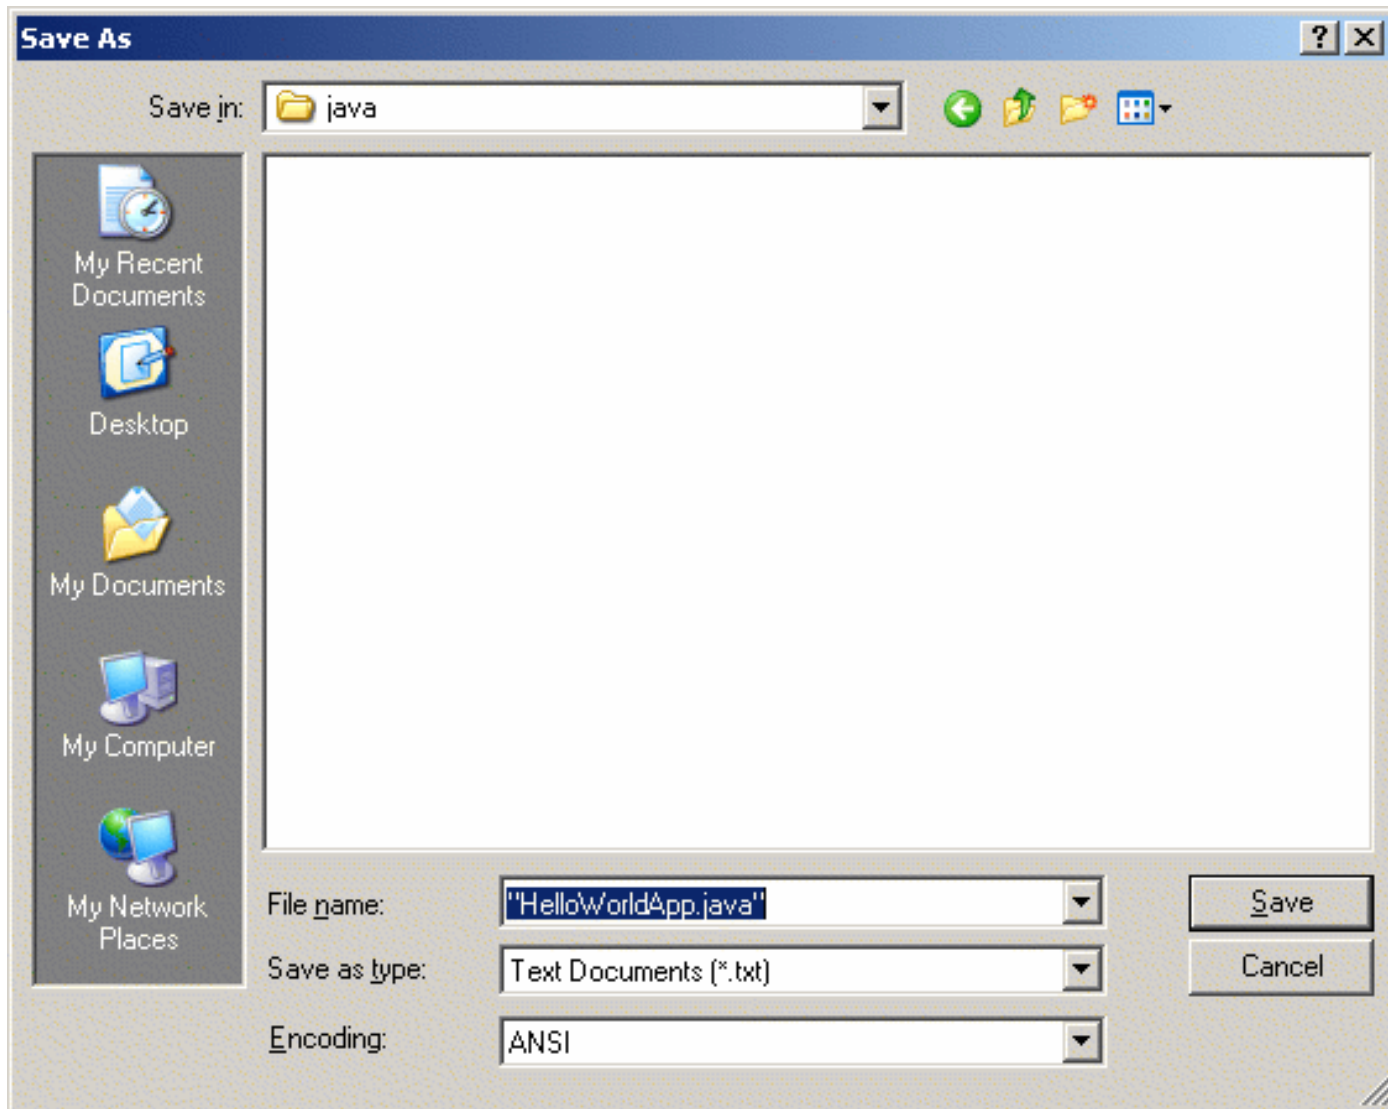 Save As
Save in:
java
My Recent
Documents
Desktop
My Documents
My Computer
My Network
Places
File name:
"HelloWorldApp.java"
Save
Save as type:
Text Documents (*.txt)
Cancel
Encoding:
ANSI